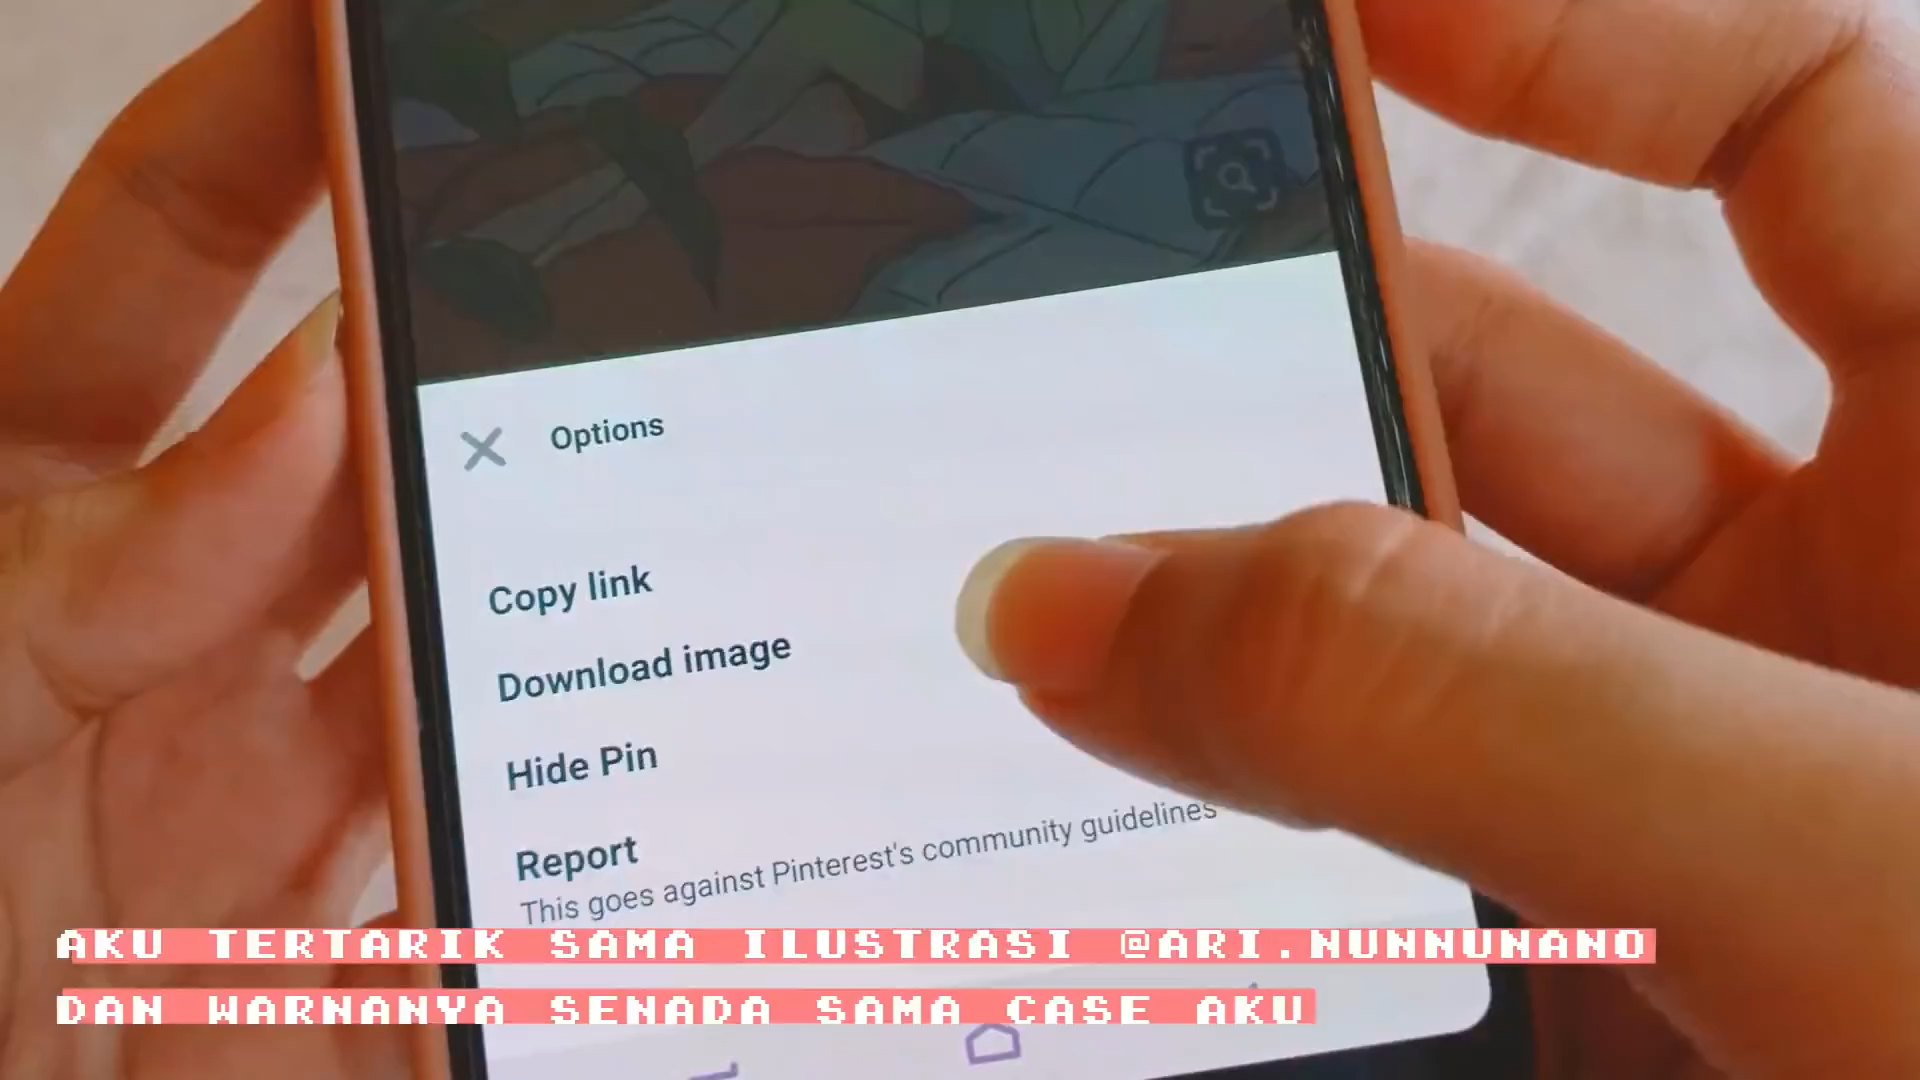 Options
Copy link
Download image
Hide Pin
Report
This goes against Pinterest's community guidelines
AKU TERTARIK SAMA ILUSTRASI @ARI.NUNNUNANO
DAN WARNANYA SENADA SAMA CASE AKU